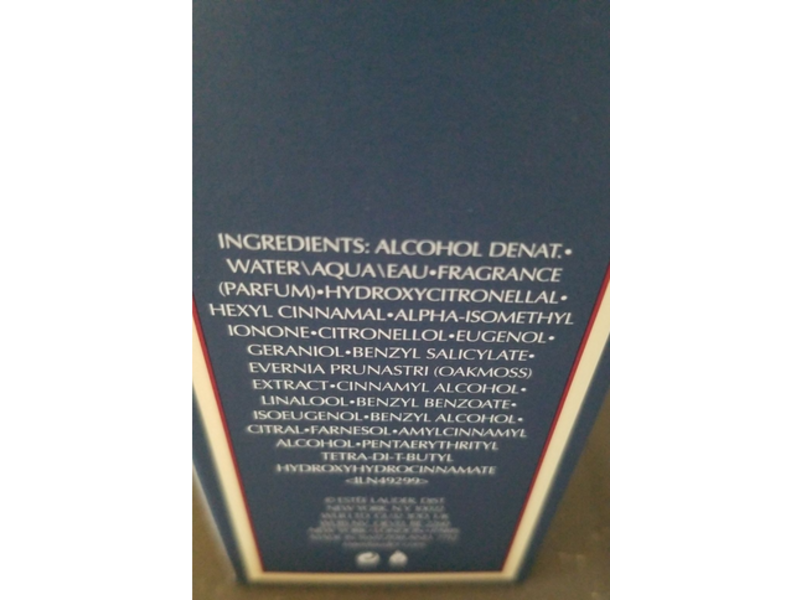 INGREDIENTS: ALCOHOL DENAT.•
WATER\AQUA\EAU•FRAGRANCE
(PARFUM)•HYDROXYCITRONELLAL•
HEXYL CINNAMAL•ALPHA-ISOMETHYL
IONONE•CITRONELLOL•EUGENOL•
GERANIOL•BENZYL SALICYLATE•
EVERNIA PRUNASTRI (OAKMOSS)
EXTRACT•CINNAMYL ALCOHOL•
LINALOOL•BENZYL BENZOATE•
ISOEUGENOL•BENZYL ALCOHOL•
CITRAL•FARNESOL•AMYLCINNAMYL
ALCOHOL•PENTAERYTHRITYL
TETRA-DI-T-BUTYL
HYDROXYHYDROCINNAMATE
<ILN49299>
© ESTĒE LAUDER, DIST.
NEW YORK, N.Y. 10022